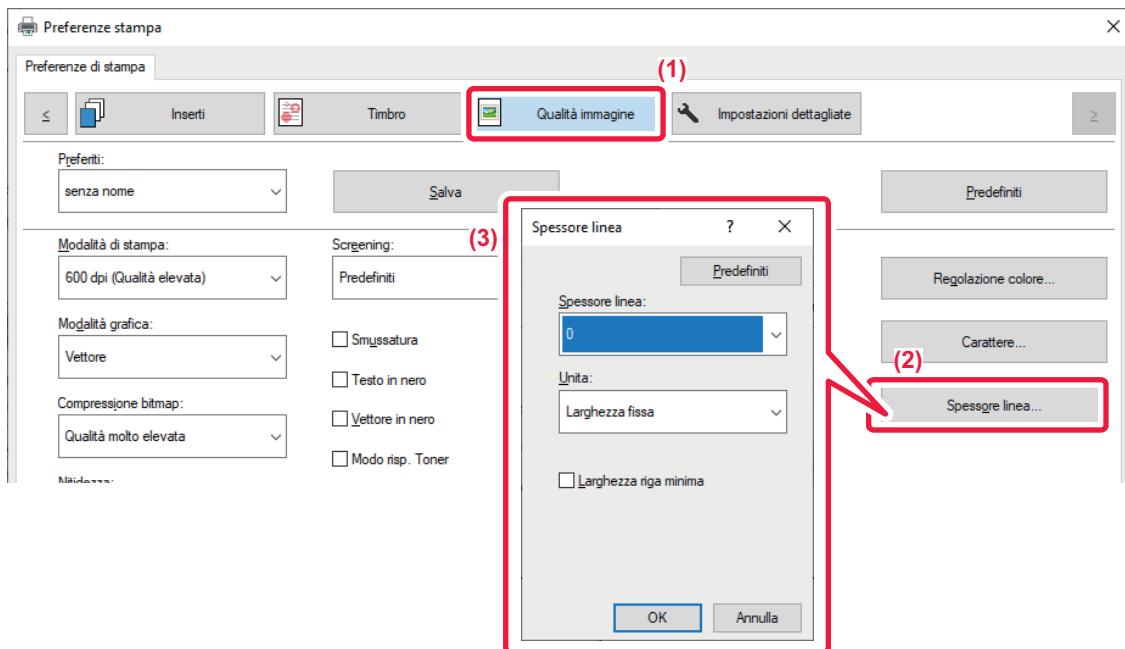 Preferenze stampa
Preferenze di stampa
(1)
<
Inserti
Timbro
Qualità immagine
Impostazioni dettagliate
>
Preferiti:
senza nome
Salva
Predefiniti
Modalità di stampa:
600 dpi (Qualità elevata)
Screening:
Predefiniti
Regolazione colore...
Modalità grafica:
Vettore
Smussatura
Testo in nero
Vettore in nero
Modo risp. Toner
Carattere...
(2)
Spessore linea...
Compressione bitmap:
Qualità molto elevata
Nitidezza:
(3)
Spessore linea
?
Predefiniti
Spessore linea:
0
Unita:
Larghezza fissa
Larghezza riga minima
OK
Annulla